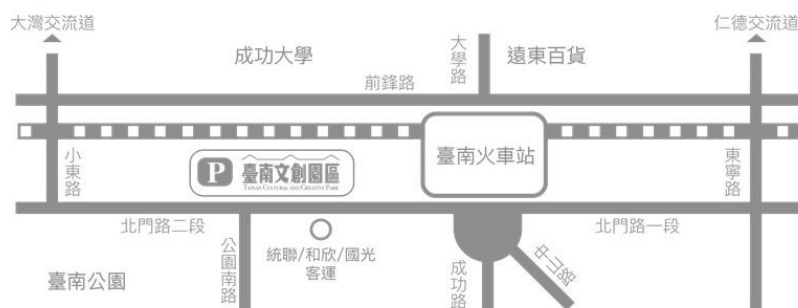 大灣交流道
仁德交流道
成功大學
大學路
遠東百貨
前鋒路
小東路
P 臺南文創園區
TAINAN CULTURAL AND CREATIVE PARK
臺南火車站
東寧路
北門路二段
北門路一段
公園南路
統聯/和欣/國光
客運
臺南公園
成功路
中山路